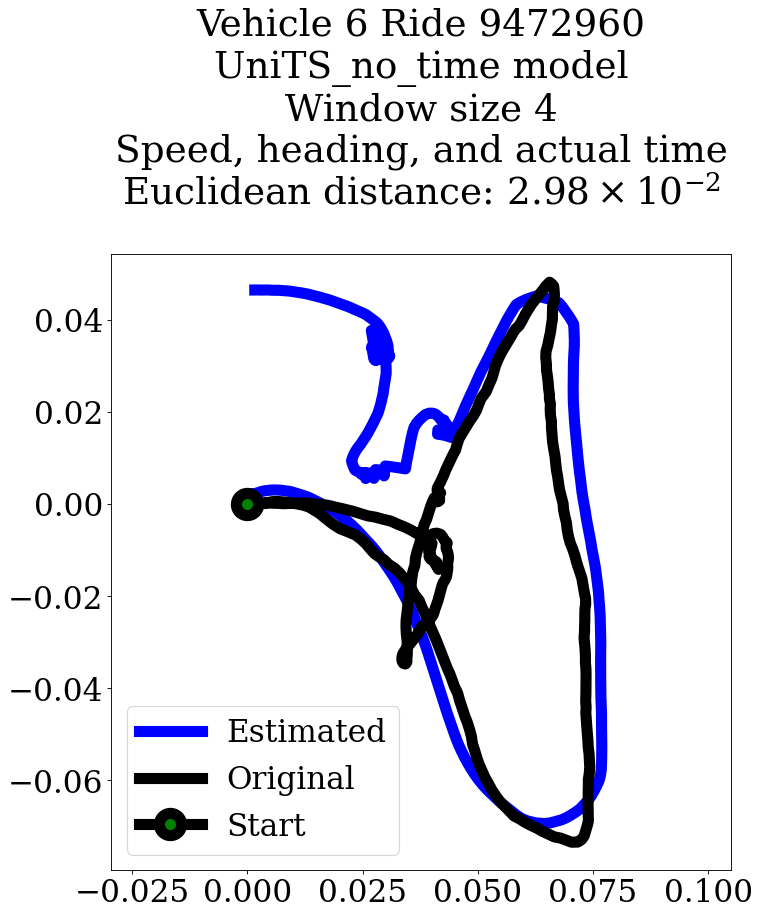 Vehicle 6 Ride 9472960
UniTS_no_time model
Window size 4
Speed, heading, and actual time
Euclidean distance: 2.98 × 10⁻²
0.04
0.02
0.00
−0.02
−0.04
−0.06
Estimated
Original
Start
−0.025 0.000 0.025 0.050 0.075 0.100